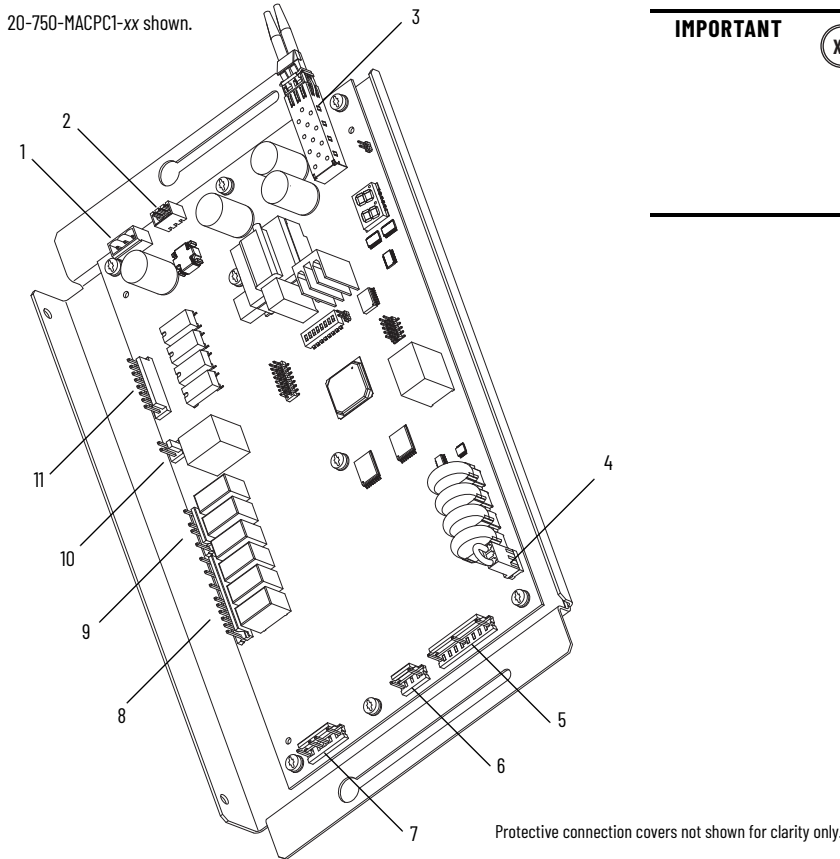 20-750-MACPC1-xx shown.
IMPORTANT
X
3
2
1
11
10
9
8
4
5
6
7
Protective connection covers not shown for clarity only.